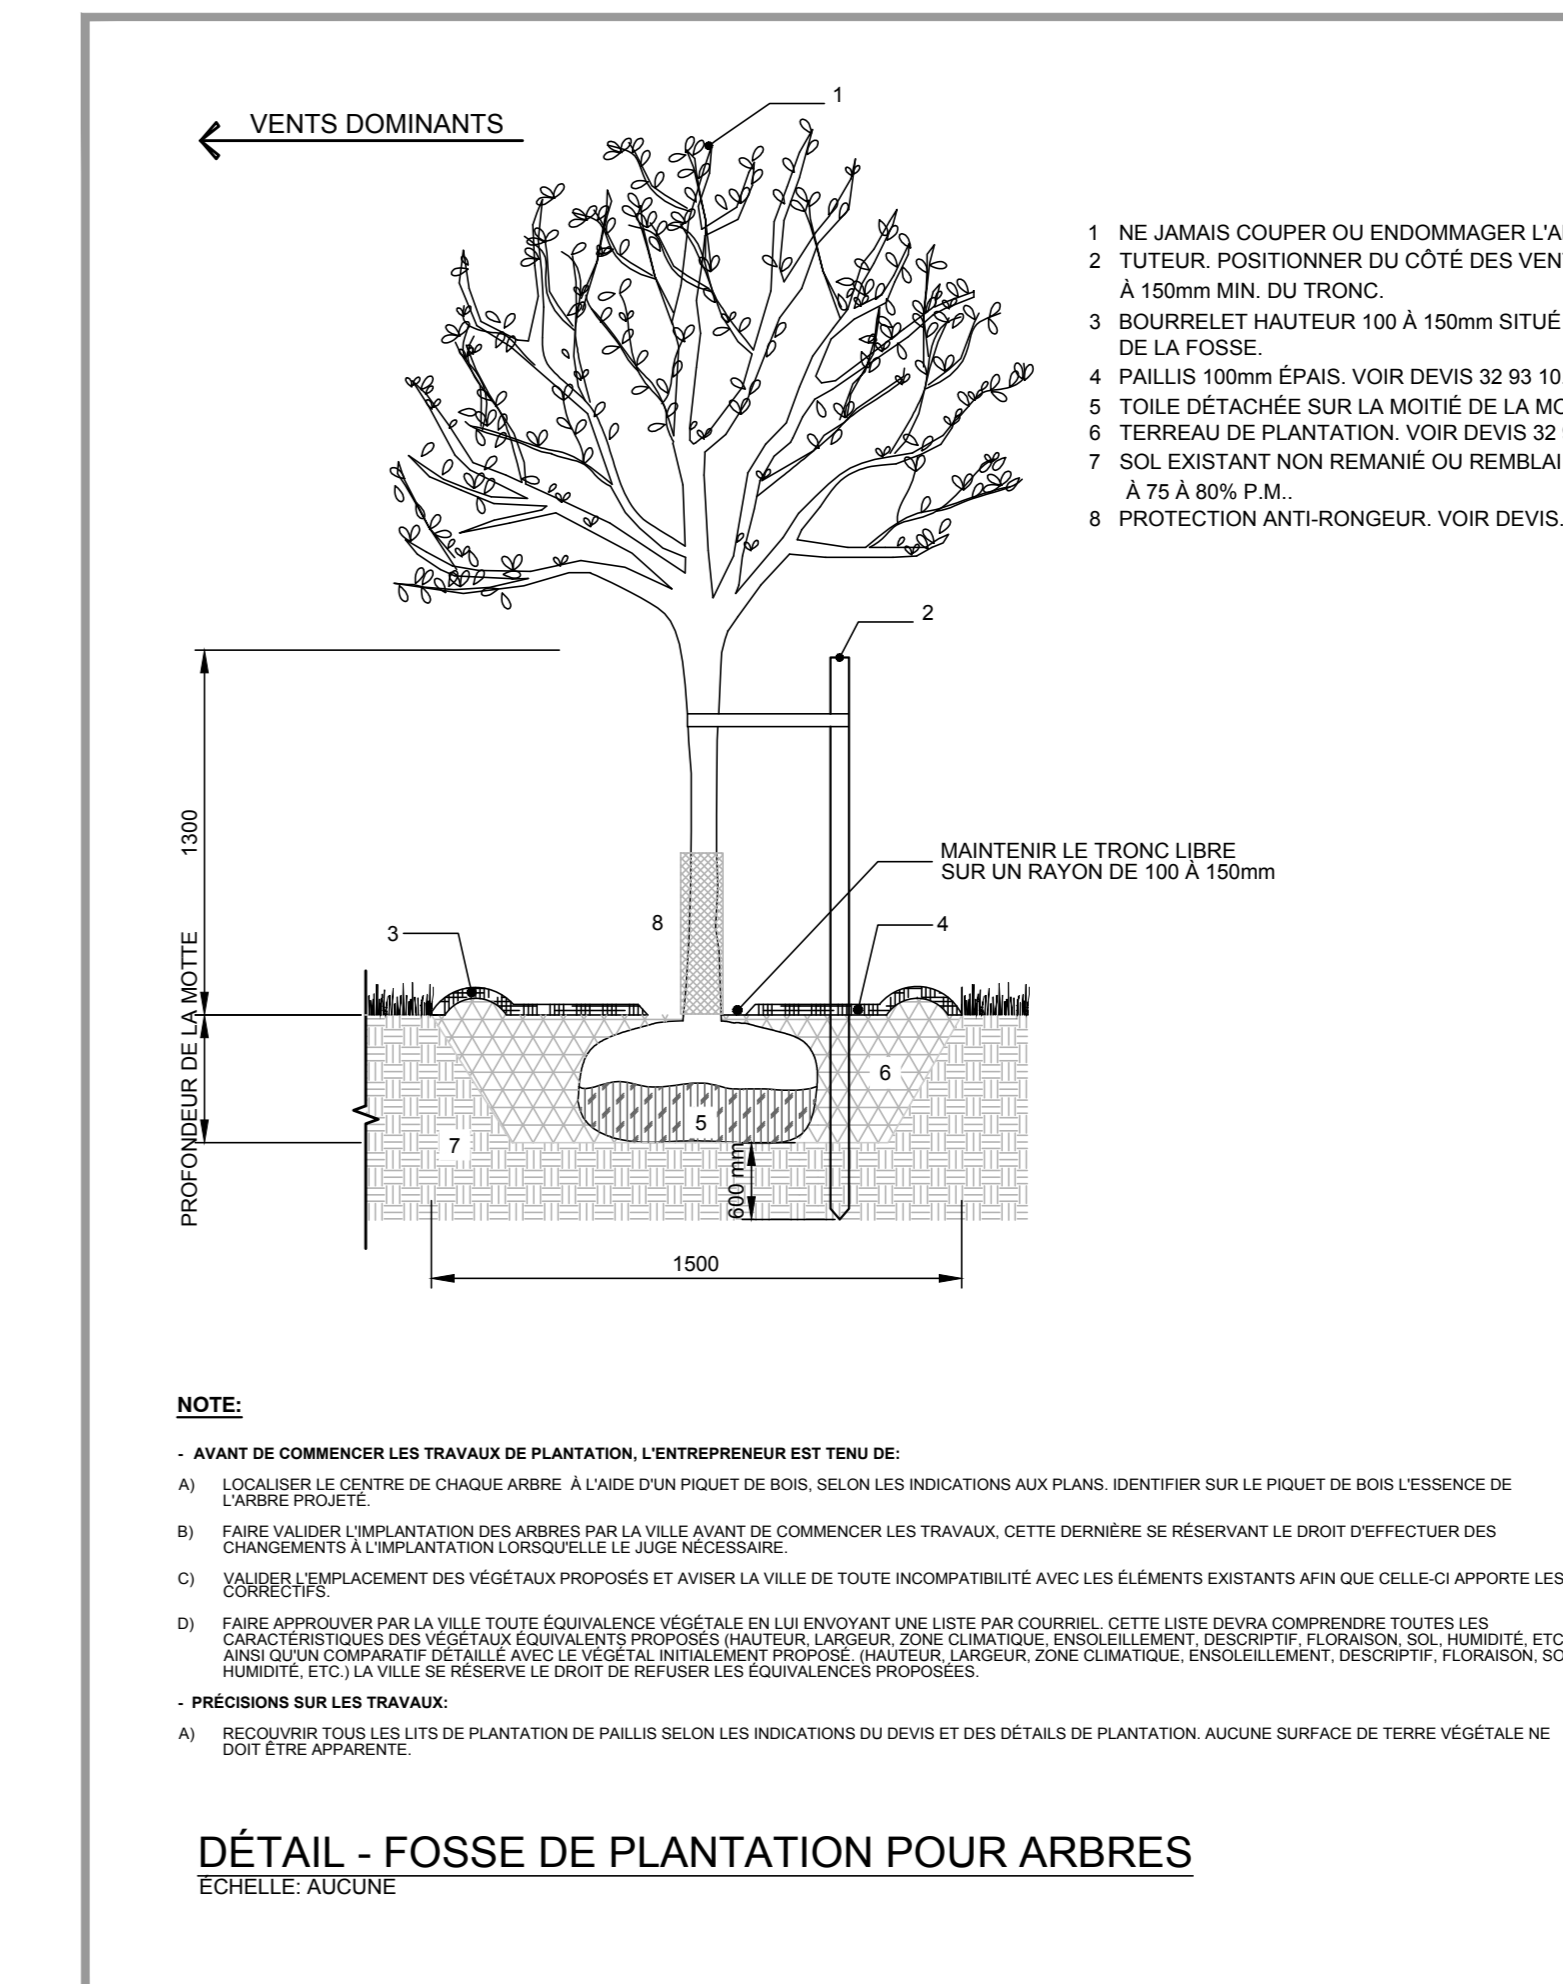 VENTS DOMINANTS
1
1 NE JAMAIS COUPER OU ENDOMMAGER
2 TUTEUR. POSITIONNER DU CÔTÉ DES
À 150mm MIN. DU TRONC.
3 BOURRELET HAUTEUR 100 À 150mm SITUÉ
DE LA FOSSE.
4 PAILLIS 100mm ÉPAIS. VOIR DEVIS 32 93 10.
5 TOILE DÉTACHÉE SUR LA MOITIÉ DE LA
6 TERREAU DE PLANTATION. VOIR DEVIS 32
7 SOL EXISTANT NON REMANIÉ OU REMBLAI
À 75 À 80% P.M..
8 PROTECTION ANTI-RONGEUR. VOIR DEVIS.
2
1300
MAINTENIR LE TRONC LIBRE
SUR UN RAYON DE 100 À 150mm
8
3
4
PROFONDEUR DE LA MOTTE
6
5
7
600 mm
1500
NOTE:
- AVANT DE COMMENCER LES TRAVAUX DE PLANTATION, L'ENTREPRENEUR EST TENU DE:
A) LOCALISER LE CENTRE DE CHAQUE ARBRE À L'AIDE D'UN PIQUET DE BOIS, SELON LES INDICATIONS AUX PLANS. IDENTIFIER SUR LE PIQUET DE BOIS L'ESSENCE DE
L'ARBRE PROJETÉ.
B) FAIRE VALIDER L'IMPLANTATION DES ARBRES PAR LA VILLE AVANT DE COMMENCER LES TRAVAUX, CETTE DERNIÈRE SE RÉSERVANT LE DROIT D'EFFECTUER DES
CHANGEMENTS À L'IMPLANTATION LORSQU'ELLE LE JUGE NÉCESSAIRE.
C) VALIDER L'EMPLACEMENT DES VÉGÉTAUX PROPOSÉS ET AVISER LA VILLE DE TOUTE INCOMPATIBILITÉ AVEC LES ÉLÉMENTS EXISTANTS AFIN QUE CELLE-CI APPORTE LES
CORRECTIFS.
D) FAIRE APPROUVER PAR LA VILLE TOUTE ÉQUIVALENCE VÉGÉTALE EN LUI ENVOYANT UNE LISTE PAR COURRIEL. CETTE LISTE DEVRA COMPRENDRE TOUTES LES
CARACTÉRISTIQUES DES VÉGÉTAUX ÉQUIVALENTS PROPOSÉS (HAUTEUR, LARGEUR, ZONE CLIMATIQUE, ENSOLEILLEMENT, DESCRIPTIF, FLORAISON, SOL, HUMIDITÉ, ETC
AINSI QU'UN COMPARATIF DÉTAILLÉ AVEC LE VÉGÉTAL INITIALEMENT PROPOSÉ. (HAUTEUR, LARGEUR, ZONE CLIMATIQUE, ENSOLEILLEMENT, DESCRIPTIF, FLORAISON,
HUMIDITÉ, ETC.) LA VILLE SE RÉSERVE LE DROIT DE REFUSER LES ÉQUIVALENCES PROPOSÉES.
- PRÉCISIONS SUR LES TRAVAUX:
A) RECOUVRIR TOUS LES LITS DE PLANTATION DE PAILLIS SELON LES INDICATIONS DU DEVIS ET DES DÉTAILS DE PLANTATION. AUCUNE SURFACE DE TERRE VÉGÉTALE NE
DOIT ÊTRE APPARENTE.
DÉTAIL - FOSSE DE PLANTATION POUR ARBRES
ÉCHELLE: AUCUNE